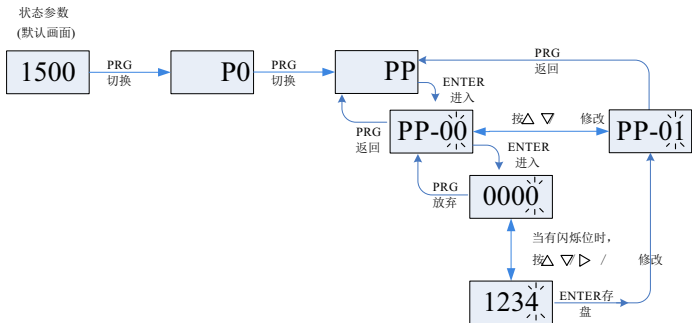 状态参数
(默认画面)
1500
PRG
切换
P0
PRG
切换
PP
PRG
返回
ENTER
进入
PRG
返回
PP-00
按△ ▽ 修改
PP-01
ENTER
进入
PRG
放弃
0000
当有闪烁位时，
按△ ▽/ ▷ / 修改
1234
ENTER存
盘